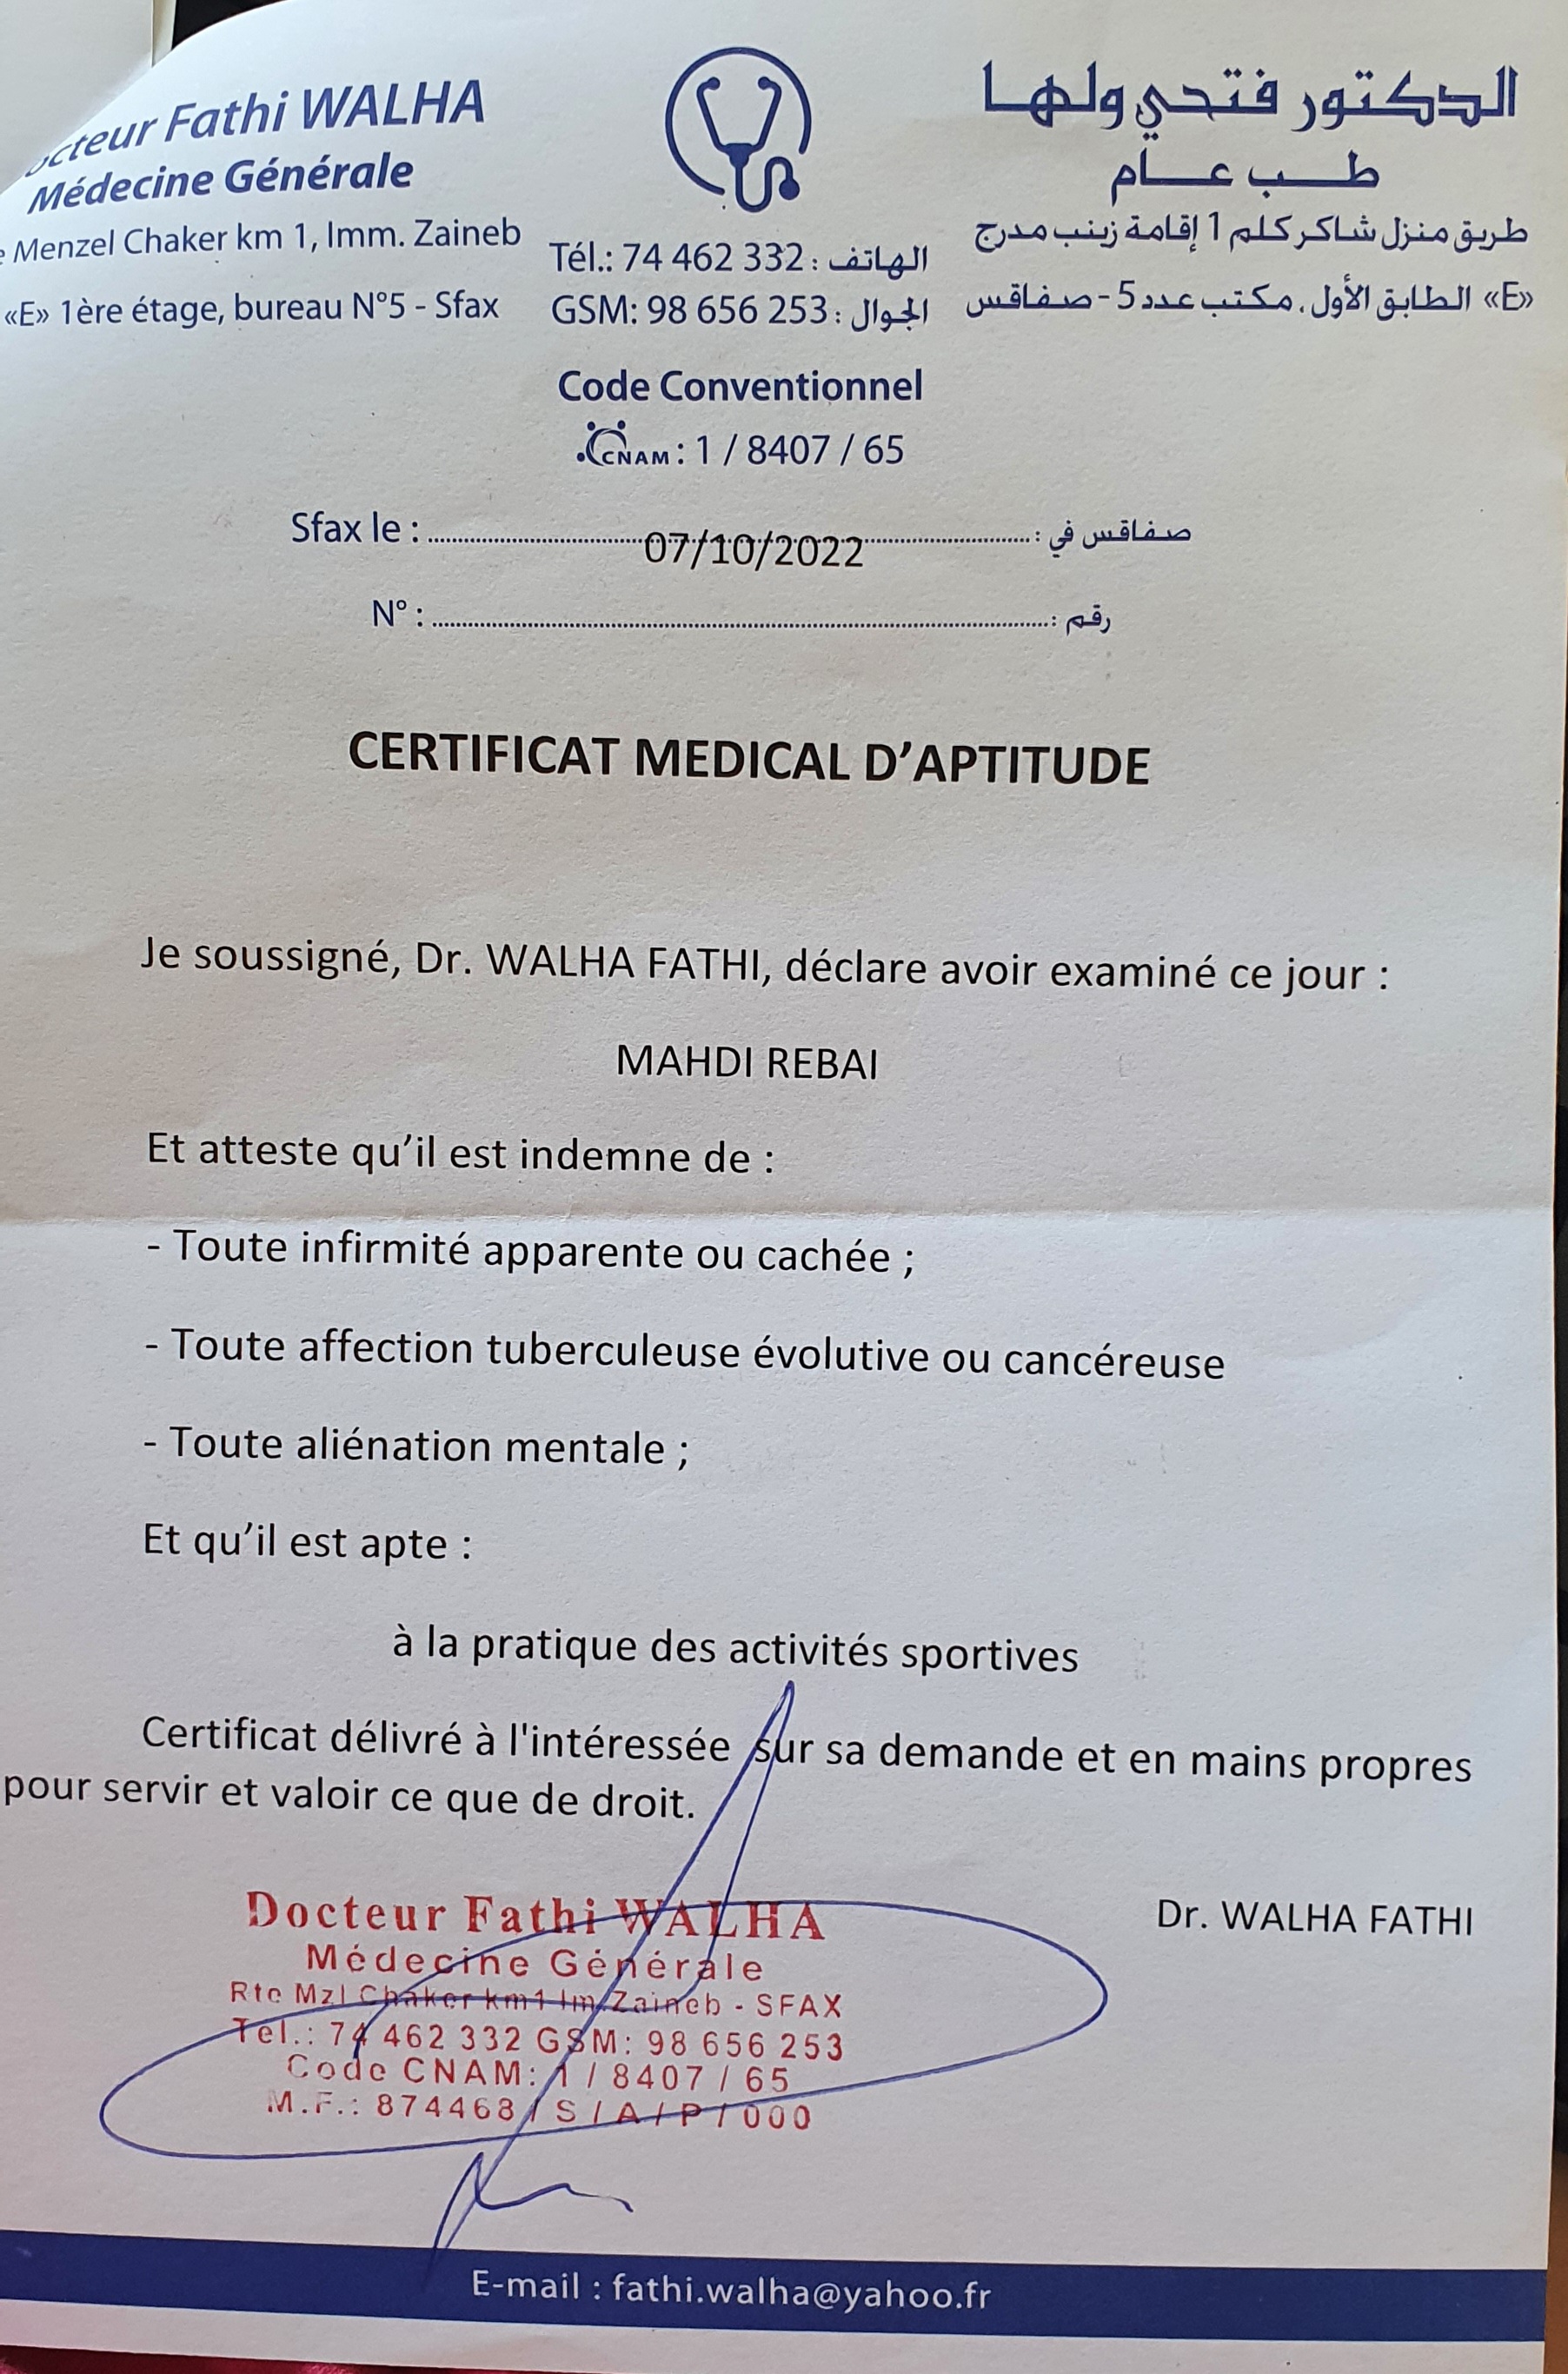 Docteur Fathi WALHA
Médecine Générale
Menzel Chaker km 1, Imm. Zaineb
«E» 1ère étage, bureau N°5 - Sfax
Tél.: 74 462 332 : الهاتف
GSM: 98 656 253 : الجوال
الدكتور فتحي ولها
طب عام
طريق منزل شاكر كلم 1 إقامة زينب مدرج
«E» الطابق الأول، مكتب عدد 5 - صفاقس
Code Conventionnel
CNAM : 1 / 8407 / 65
Sfax le : 07/10/2022 صفاقس في :
N° : رقم :
CERTIFICAT MEDICAL D’APTITUDE
Je soussigné, Dr. WALHA FATHI, déclare avoir examiné ce jour :
MAHDI REBAI
Et atteste qu’il est indemne de :
- Toute infirmité apparente ou cachée ;
- Toute affection tuberculeuse évolutive ou cancéreuse
- Toute aliénation mentale ;
Et qu’il est apte :
à la pratique des activités sportives
Certificat délivré à l'intéressée sur sa demande et en mains propres
pour servir et valoir ce que de droit.
Dr. WALHA FATHI
Docteur Fathi WALHA
Médecine Générale
Rte Mzl Chaker km1 Im.Zaineb - SFAX
Tel.: 74 462 332 GSM: 98 656 253
Code CNAM: 1 / 8407 / 65
M.F.: 874468 / S / A / P / 000
E-mail : fathi.walha@yahoo.fr